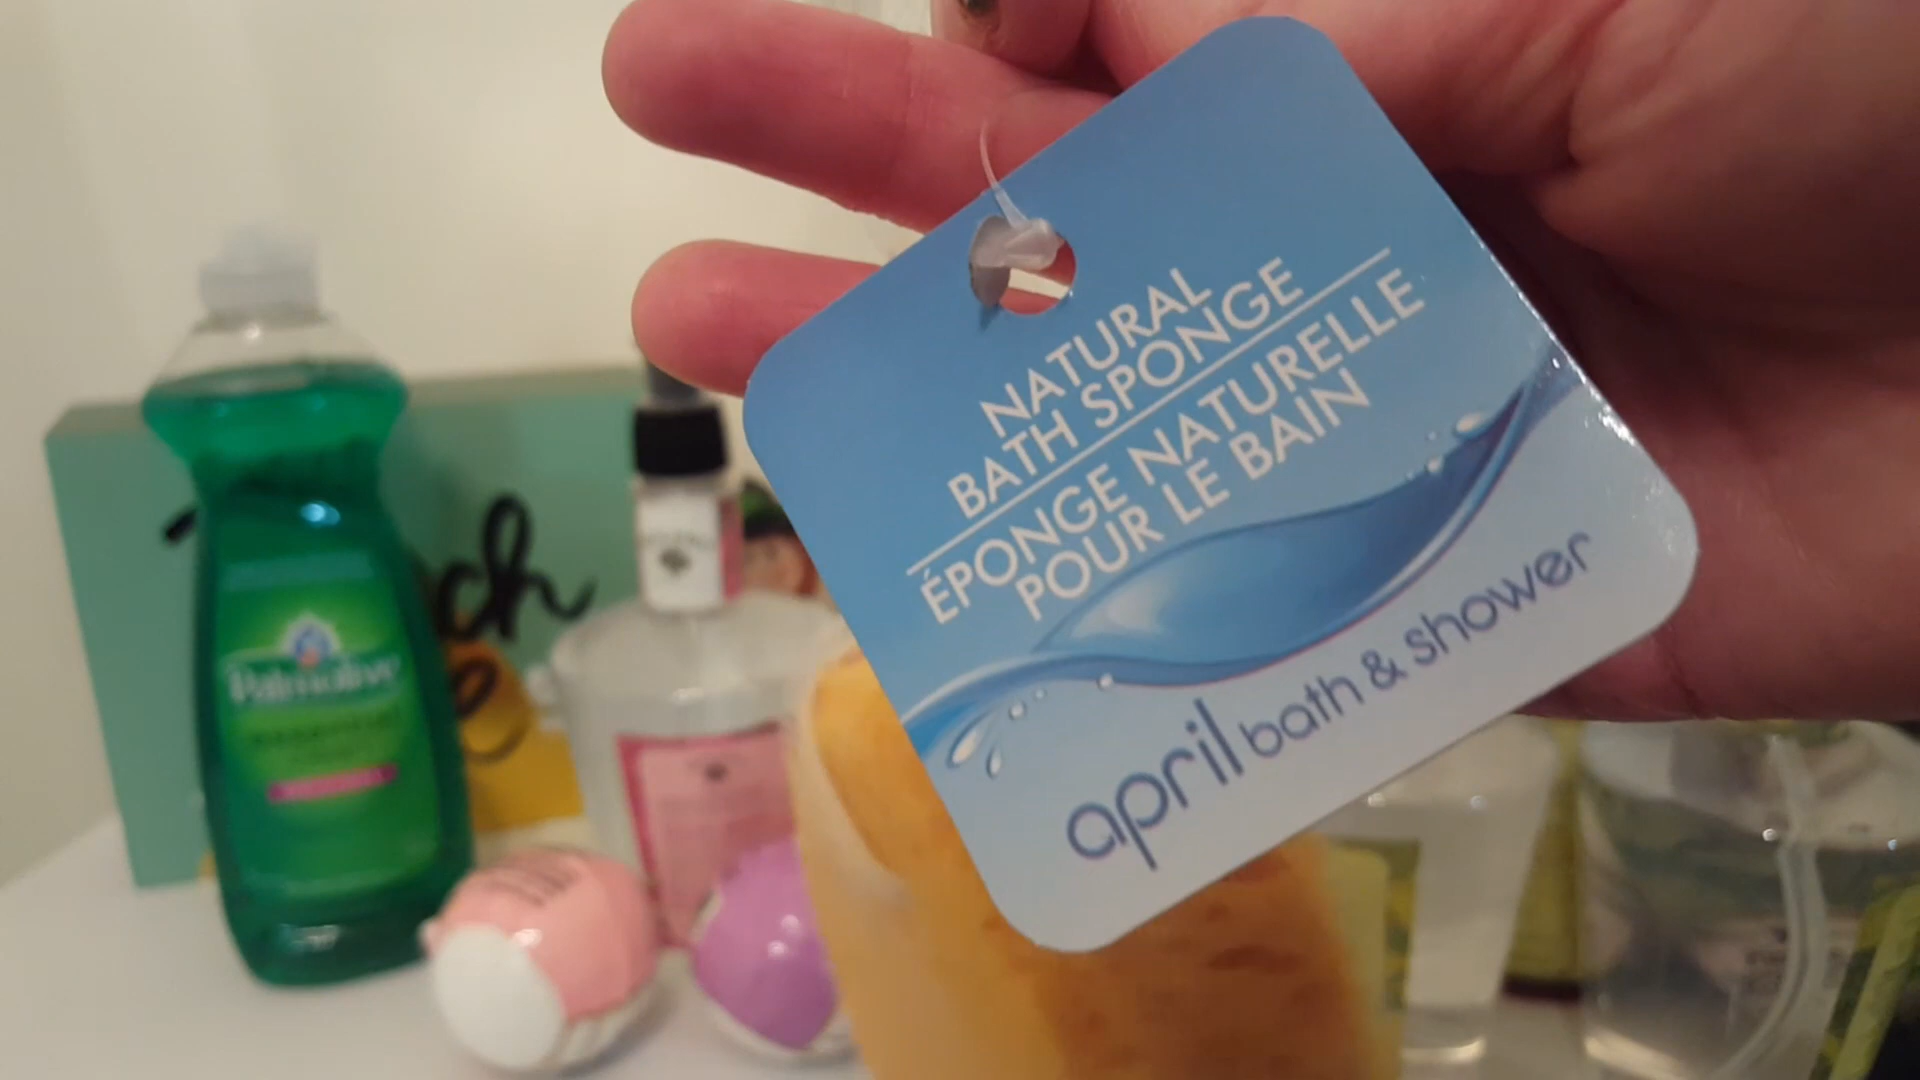 NATURAL
BATH SPONGE
ÉPONGE NATURELLE
POUR LE BAIN
april bath & shower
Palmolive